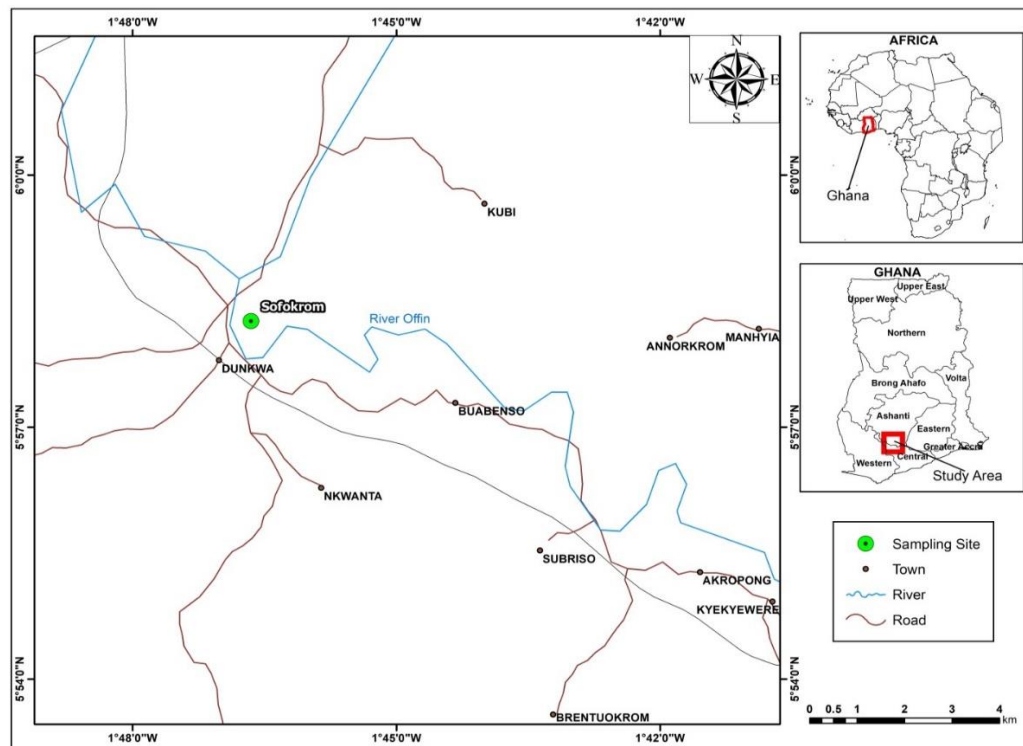 1°48'0"W
1°45'0"W
1°42'0"W
N
W
E
S
6°0'0"N
6°0'0"N
KUBI
Sofokrom
River Offin
ANNORKROM
MANHYIA
DUNKWA
BUABENSO
5°57'0"N
5°57'0"N
NKWANTA
SUBRISO
AKROPONG
KYEKYEWERE
5°54'0"N
5°54'0"N
BRENTUOKROM
1°48'0"W
1°45'0"W
1°42'0"W
AFRICA
Ghana
GHANA
Upper East
Upper West
Northern
Brong Ahafo
Volta
Ashanti
Eastern
Greater Accra
Western
Central
Study Area
Sampling Site
Town
River
Road
0 0.5 1 2 3 4
km